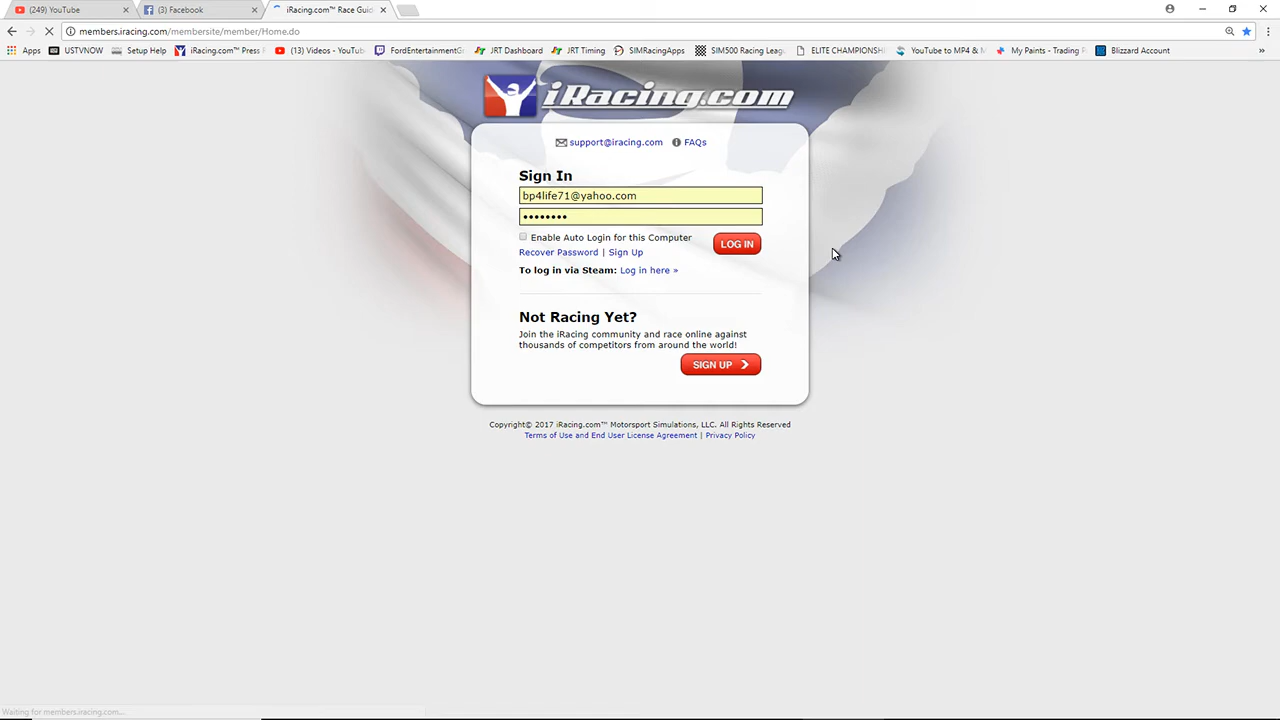 (249) YouTube
(3) Facebook
iRacing.com™ Race Guid
members.iracing.com/membersite/member/Home.do
Apps USTVNOW Setup Help iRacing.com™ Press (13) Videos - YouTub FordEntertainmentG JRT Dashboard JRT Timing SIMRacingApps SIM500 Racing Leag ELITE CHAMPIONSH YouTube to MP4 & M My Paints - Trading P Blizzard Account »
iRacing.com
support@iracing.com FAQs
Sign In
bp4life71@yahoo.com
••••••••
Enable Auto Login for this Computer
LOG IN
Recover Password | Sign Up
To log in via Steam: Log in here »
Not Racing Yet?
Join the iRacing community and race online against
thousands of competitors from around the world!
SIGN UP
Copyright© 2017 iRacing.com™ Motorsport Simulations, LLC. All Rights Reserved
Terms of Use and End User License Agreement | Privacy Policy
Waiting for members.iracing.com...